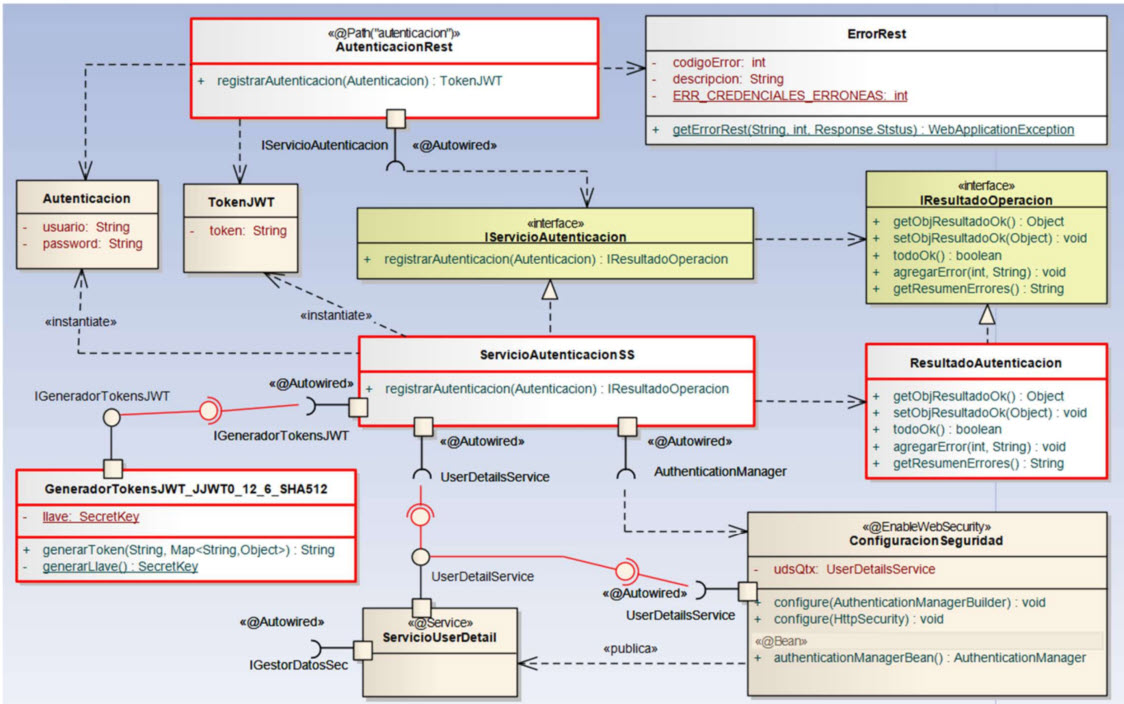 «@Path("autenticacion")»
AutenticacionRest
+ registrarAutenticacion(Autenticacion) : TokenJWT
ErrorRest
- codigoError: int
- descripcion: String
- ERR_CREDENCIALES_ERRONEAS: int
+ getErrorRest(String, int, Response.Ststus) : WebApplicationException
IServicioAutenticacion
«@Autowired»
Autenticacion
- usuario: String
- password: String
TokenJWT
- token: String
«interface»
IServicioAutenticacion
+ registrarAutenticacion(Autenticacion) : IResultadoOperacion
«interface»
IResultadoOperacion
+ getObjResultadoOk() : Object
+ setObjResultadoOk(Object) : void
+ todoOk() : boolean
+ agregarError(int, String) : void
+ getResumenErrores() : String
«instantiate»
«instantiate»
ServicioAutenticacionSS
+ registrarAutenticacion(Autenticacion) : IResultadoOperacion
ResultadoAutenticacion
+ getObjResultadoOk() : Object
+ setObjResultadoOk(Object) : void
+ todoOk() : boolean
+ agregarError(int, String) : void
+ getResumenErrores() : String
IGeneradorTokensJWT
«@Autowired»
IGeneradorTokensJWT
«@Autowired»
UserDetailsService
«@Autowired»
AuthenticationManager
GeneradorTokensJWT_JJWT0_12_6_SHA512
- llave: SecretKey
+ generarToken(String, Map<String,Object>) : String
- generarLlave() : SecretKey
«@EnableWebSecurity»
ConfiguracionSeguridad
- udsQtx: UserDetailsService
+ configure(AuthenticationManagerBuilder) : void
+ configure(HttpSecurity) : void
«@Bean»
+ authenticationManagerBean() : AuthenticationManager
UserDetailService
«@Autowired»
UserDetailsService
«@Service»
ServicioUserDetail
«@Autowired»
IGestorDatosSec
«publica»